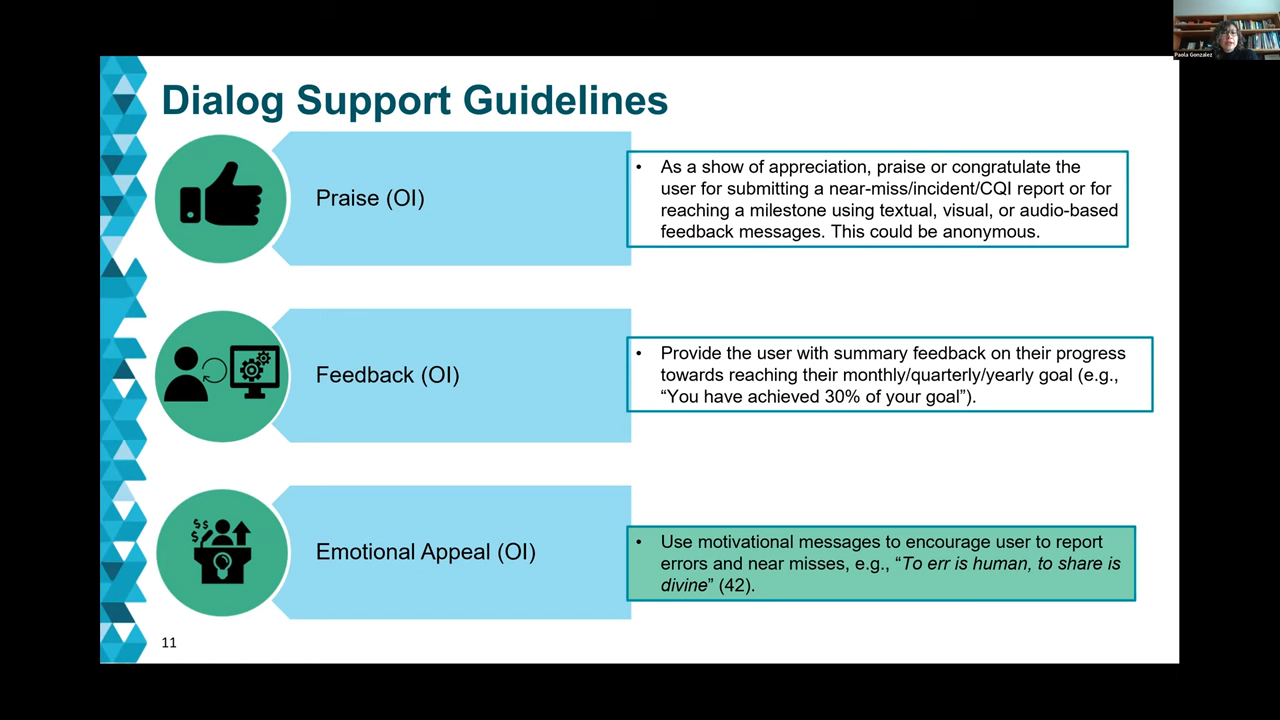 Paola Gonzalez
Dialog Support Guidelines
Praise (OI)
• As a show of appreciation, praise or congratulate the
user for submitting a near-miss/incident/CQI report or for
reaching a milestone using textual, visual, or audio-based
feedback messages. This could be anonymous.
Feedback (OI)
• Provide the user with summary feedback on their progress
towards reaching their monthly/quarterly/yearly goal (e.g.,
“You have achieved 30% of your goal”).
$$
$
Emotional Appeal (OI)
• Use motivational messages to encourage user to report
errors and near misses, e.g., “To err is human, to share is
divine” (42).
11